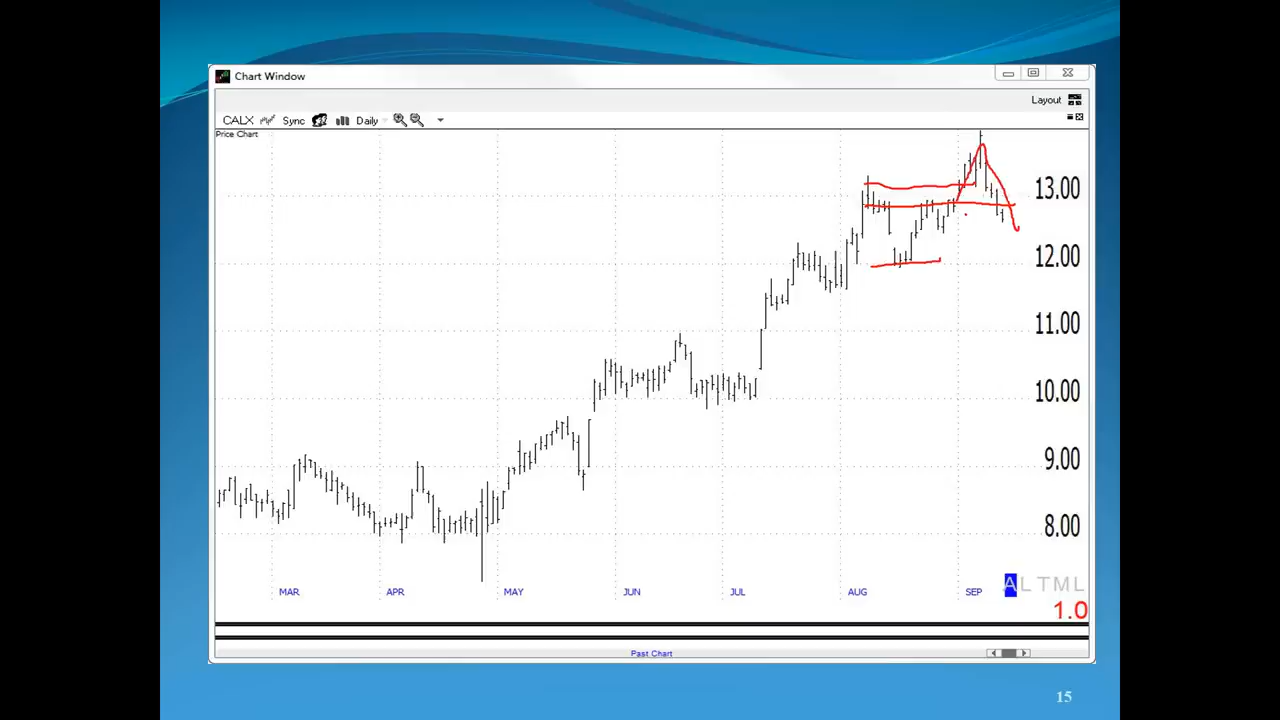 Chart Window
Layout
CALX Sync Daily
Price Chart
13.00
12.00
11.00
10.00
9.00
8.00
MAR APR MAY JUN JUL AUG SEP
A L T M L
1.0
Past Chart
15